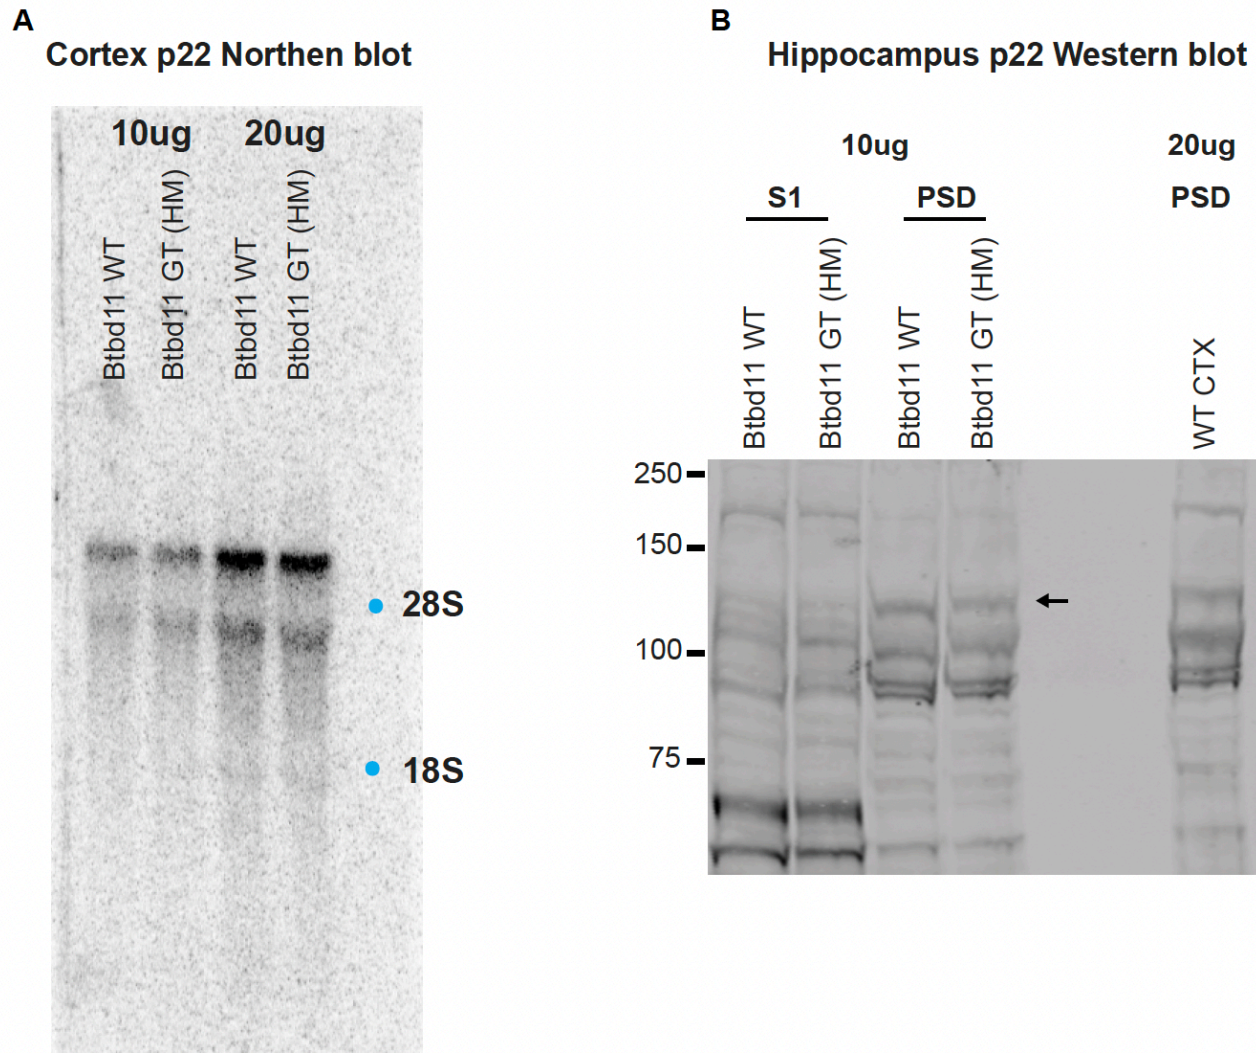 A
Cortex p22 Northen blot
10ug 20ug
Btbd11 WT
Btbd11 GT (HM)
Btbd11 WT
Btbd11 GT (HM)
28S
18S
B
Hippocampus p22 Western blot
10ug 20ug
S1 PSD PSD
Btbd11 WT
Btbd11 GT (HM)
Btbd11 WT
Btbd11 GT (HM)
WT CTX
250
150
100
75